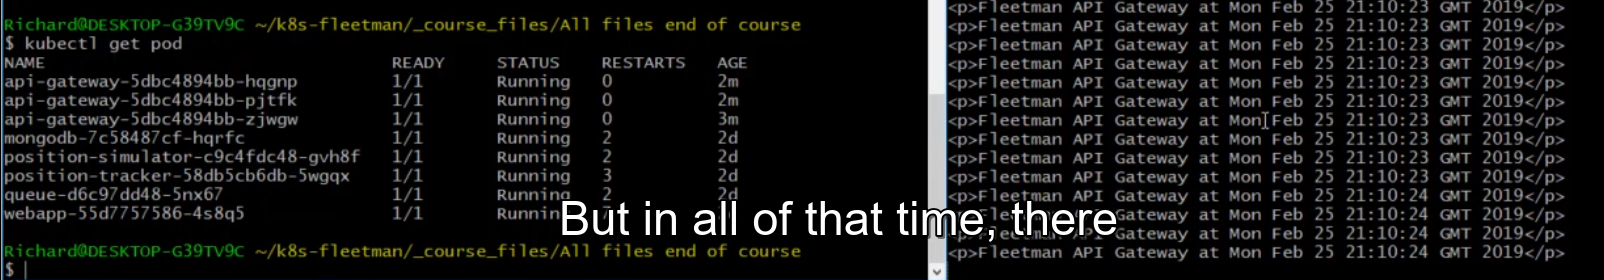 Richard@DESKTOP-G39TV9C ~/k8s-fleetman/_course_files/All files end of course
$ kubectl get pod
NAME READY STATUS RESTARTS AGE
api-gateway-5dbc4894bb-hqgnp 1/1 Running 0 2m
api-gateway-5dbc4894bb-pjtfk 1/1 Running 0 2m
api-gateway-5dbc4894bb-zjwgw 1/1 Running 0 3m
mongodb-7c58487cf-hqrfc 1/1 Running 2 2d
position-simulator-c9c4fdc48-gvh8f 1/1 Running 2 2d
position-tracker-58db5cb6db-5wgqx 1/1 Running 3 2d
queue-d6c97dd48-5nx67 1/1 Running 2 2d
webapp-55d7757586-4s8q5 1/1
Richard@DESKTOP-G39TV9C ~/k8s-fleetman/_course_files/All files end of course
$
<p>Fleetman API Gateway at Mon Feb 25 21:10:23 GMT 2019</p>
<p>Fleetman API Gateway at Mon Feb 25 21:10:23 GMT 2019</p>
<p>Fleetman API Gateway at Mon Feb 25 21:10:23 GMT 2019</p>
<p>Fleetman API Gateway at Mon Feb 25 21:10:23 GMT 2019</p>
<p>Fleetman API Gateway at Mon Feb 25 21:10:23 GMT 2019</p>
<p>Fleetman API Gateway at Mon Feb 25 21:10:23 GMT 2019</p>
<p>Fleetman API Gateway at Mon Feb 25 21:10:23 GMT 2019</p>
<p>Fleetman API Gateway at Mon Feb 25 21:10:23 GMT 2019</p>
<p>Fleetman API Gateway at Mon Feb 25 21:10:23 GMT 2019</p>
<p>Fleetman API Gateway at Mon Feb 25 21:10:23 GMT 2019</p>
<p>Fleetman API Gateway at Mon Feb 25 21:10:24 GMT 2019</p>
<p>Fleetman API Gateway at Mon Feb 25 21:10:24 GMT 2019</p>
<p>Fleetman API Gateway at Mon Feb 25 21:10:24 GMT 2019</p>
<p>Fleetman API Gateway at Mon Feb 25 21:10:24 GMT 2019</p>
But in all of that time, there